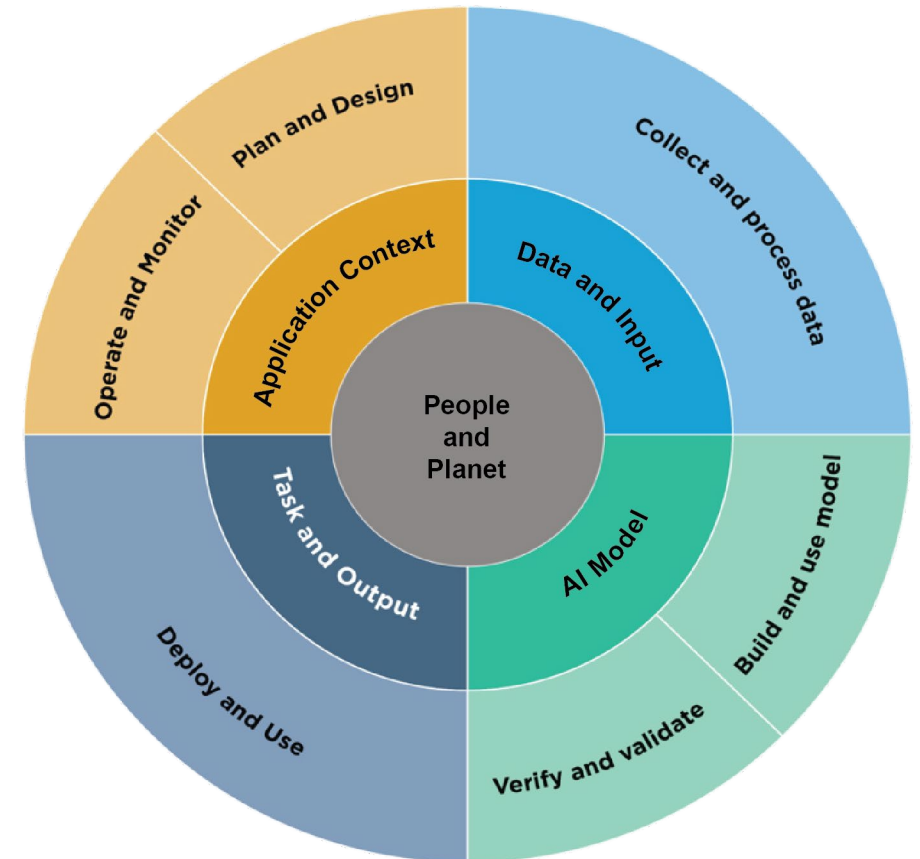 Plan and Design
Collect and process data
Operate and Monitor
Application Context
Data and Input
People
and
Planet
Task and Output
AI Model
Build and use model
Deploy and Use
Verify and validate